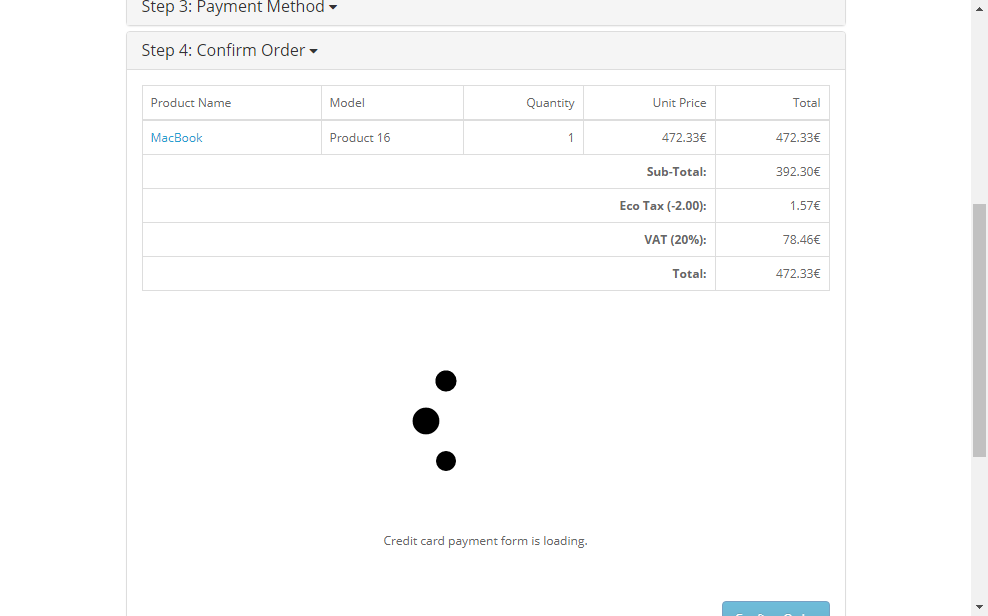 Step 3: Payment Method
Step 4: Confirm Order
Product Name Model Quantity Unit Price Total
MacBook Product 16 1 472.33€ 472.33€
Sub-Total: 392.30€
Eco Tax (-2.00): 1.57€
VAT (20%): 78.46€
Total: 472.33€
Credit card payment form is loading.